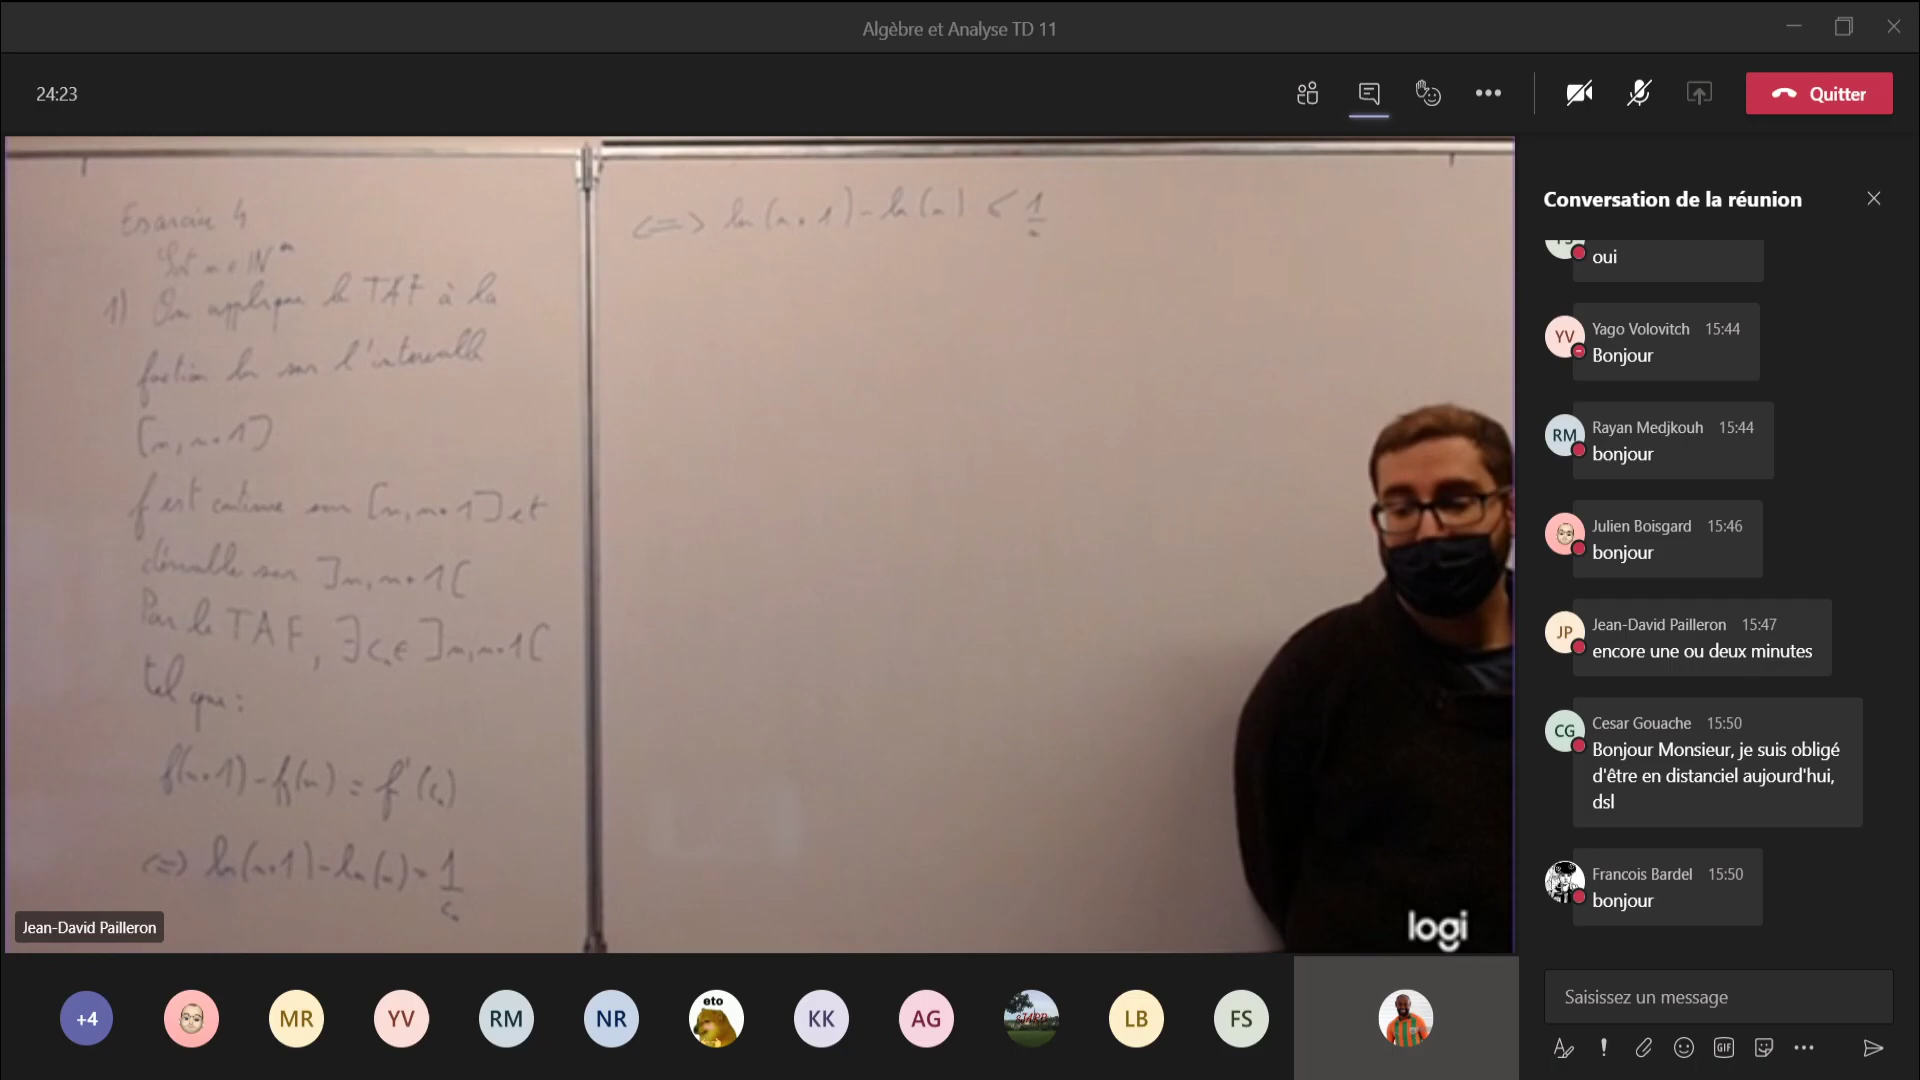 Algèbre et Analyse TD 11
24:23
Quitter
Exercice 4
Soit n ∈ IN*
1) On applique le TAF à la
fonction ln sur l'intervalle
[n, n+1]
f est continue sur [n, n+1] et
dérivable sur ]n, n+1[
Par le TAF, ∃ cₙ ∈ ]n, n+1[
tel que :
f(n+1) - f(n) = f'(cₙ)
<=> ln(n+1) - ln(n) = 1/cₙ
<=> ln(n+1) - ln(n) < 1/n
Jean-David Pailleron
logi
Conversation de la réunion
oui
YV
Yago Volovitch 15:44
Bonjour
RM
Rayan Medjkouh 15:44
bonjour
Julien Boisgard 15:46
bonjour
JP
Jean-David Pailleron 15:47
encore une ou deux minutes
CG
Cesar Gouache 15:50
Bonjour Monsieur, je suis obligé
d'être en distanciel aujourd'hui,
dsl
Francois Bardel 15:50
bonjour
Saisissez un message
GIF
+4
MR
YV
RM
NR
eto
KK
AG
LB
FS